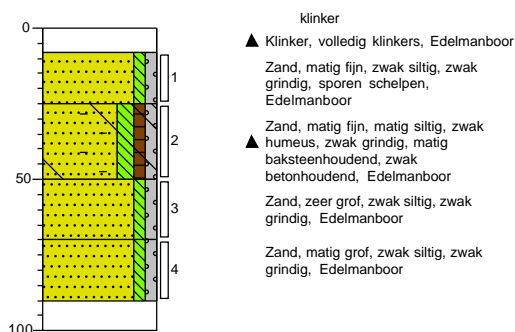 klinker
0
Klinker, volledig klinkers, Edelmanboor
1
Zand, matig fijn, zwak siltig, zwak
grindig, sporen schelpen,
Edelmanboor
2
Zand, matig fijn, matig siltig, zwak
humeus, zwak grindig, matig
baksteenhoudend, zwak
betonhoudend, Edelmanboor
50
3
Zand, zeer grof, zwak siltig, zwak
grindig, Edelmanboor
4
Zand, matig grof, zwak siltig, zwak
grindig, Edelmanboor
100